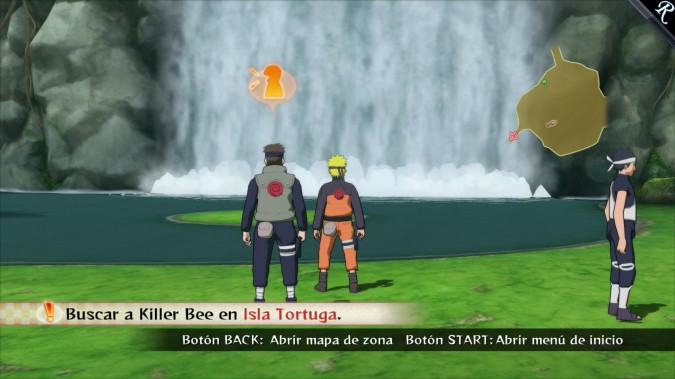 R
Buscar a Killer Bee en Isla Tortuga.
Botón BACK: Abrir mapa de zona Botón START: Abrir menú de inicio